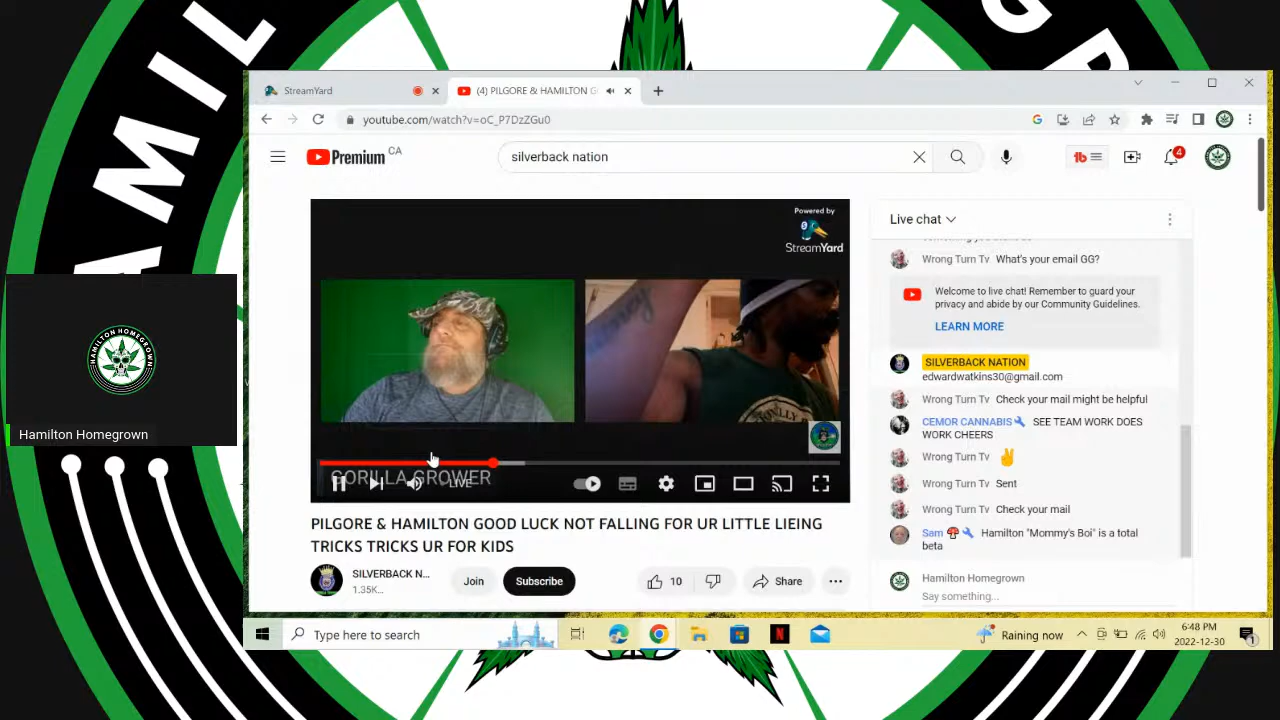 HAMIL
GR
StreamYard
(4) PILGORE & HAMILTON G
youtube.com/watch?v=oC_P7DzZGu0
Premium CA
silverback nation
4
Powered by
StreamYard
GORILLA GROWER
LIVE
PILGORE & HAMILTON GOOD LUCK NOT FALLING FOR UR LITTLE LIEING
TRICKS TRICKS UR FOR KIDS
SILVERBACK N...
1.35K...
Join
Subscribe
10
Share
Live chat
Wrong Turn Tv What's your email GG?
Welcome to live chat! Remember to guard your
privacy and abide by our Community Guidelines.
LEARN MORE
SILVERBACK NATION
edwardwatkins30@gmail.com
Wrong Turn Tv Check your mail might be helpful
CEMOR CANNABIS SEE TEAM WORK DOES
WORK CHEERS
Wrong Turn Tv ✌
Wrong Turn Tv Sent
Wrong Turn Tv Check your mail
Sam 🍄 Hamilton "Mommy's Boi" is a total
beta
Hamilton Homegrown
Say something...
HAMILTON HOMEGROWN
Hamilton Homegrown
Type here to search
Raining now
6:48 PM
2022-12-30
1